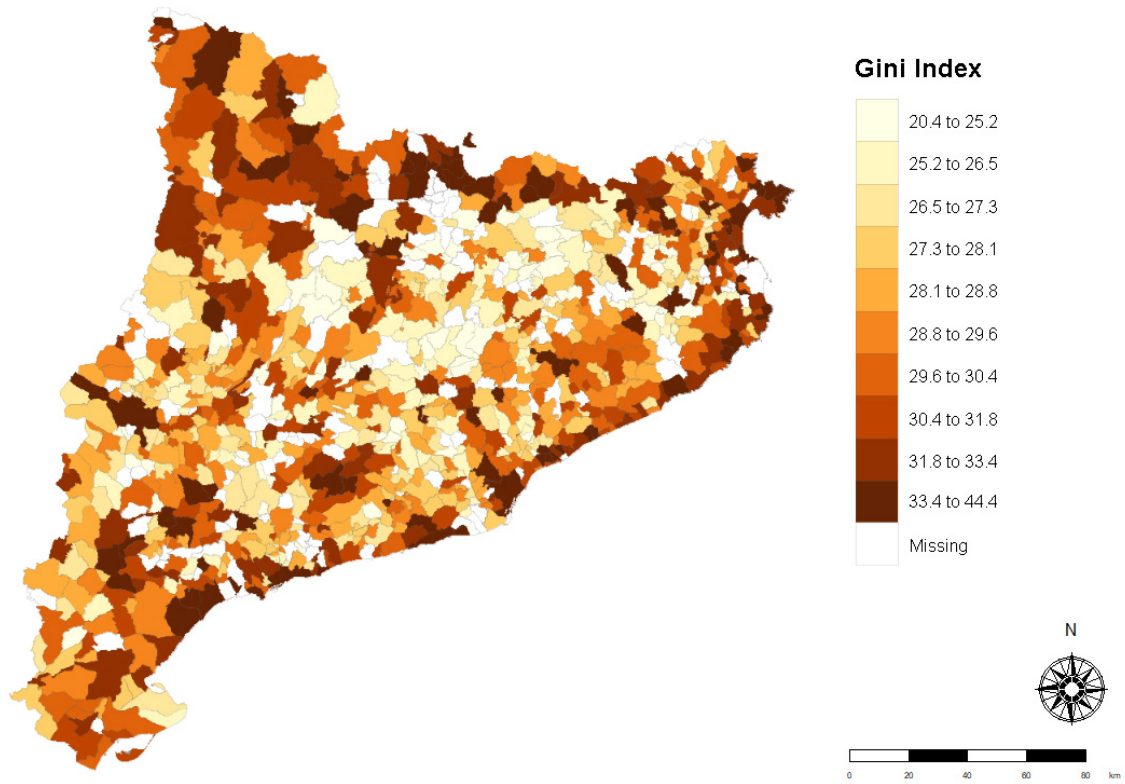 Gini Index
20.4 to 25.2
25.2 to 26.5
26.5 to 27.3
27.3 to 28.1
28.1 to 28.8
28.8 to 29.6
29.6 to 30.4
30.4 to 31.8
31.8 to 33.4
33.4 to 44.4
Missing
N
0 20 40 60 80 km